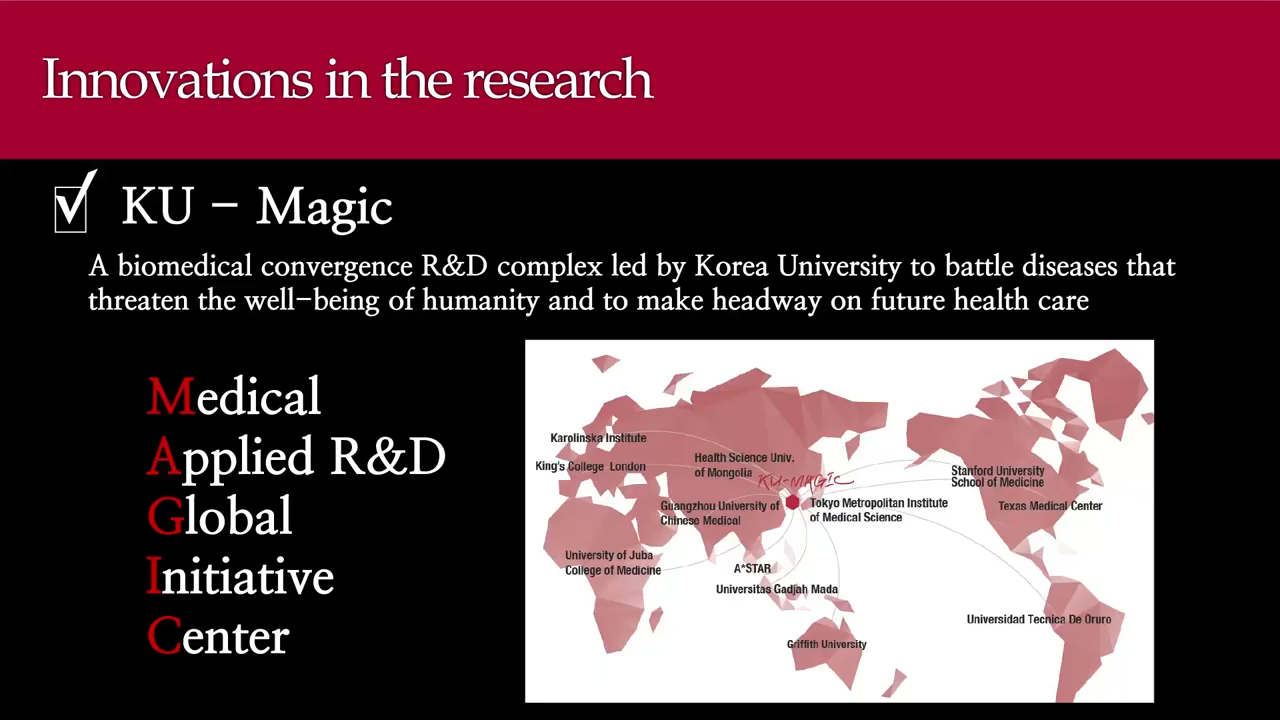 Innovations in the research
KU - Magic
A biomedical convergence R&D complex led by Korea University to battle diseases that
threaten the well-being of humanity and to make headway on future health care
Medical
Applied R&D
Global
Initiative
Center
Karolinska Institute
King's College London
Health Science Univ.
of Mongolia
KU-MAGIC
Guangzhou University of
Chinese Medical
Tokyo Metropolitan Institute
of Medical Science
Stanford University
School of Medicine
Texas Medical Center
University of Juba
College of Medicine
A*STAR
Universitas Gadjah Mada
Griffith University
Universidad Tecnica De Oruro